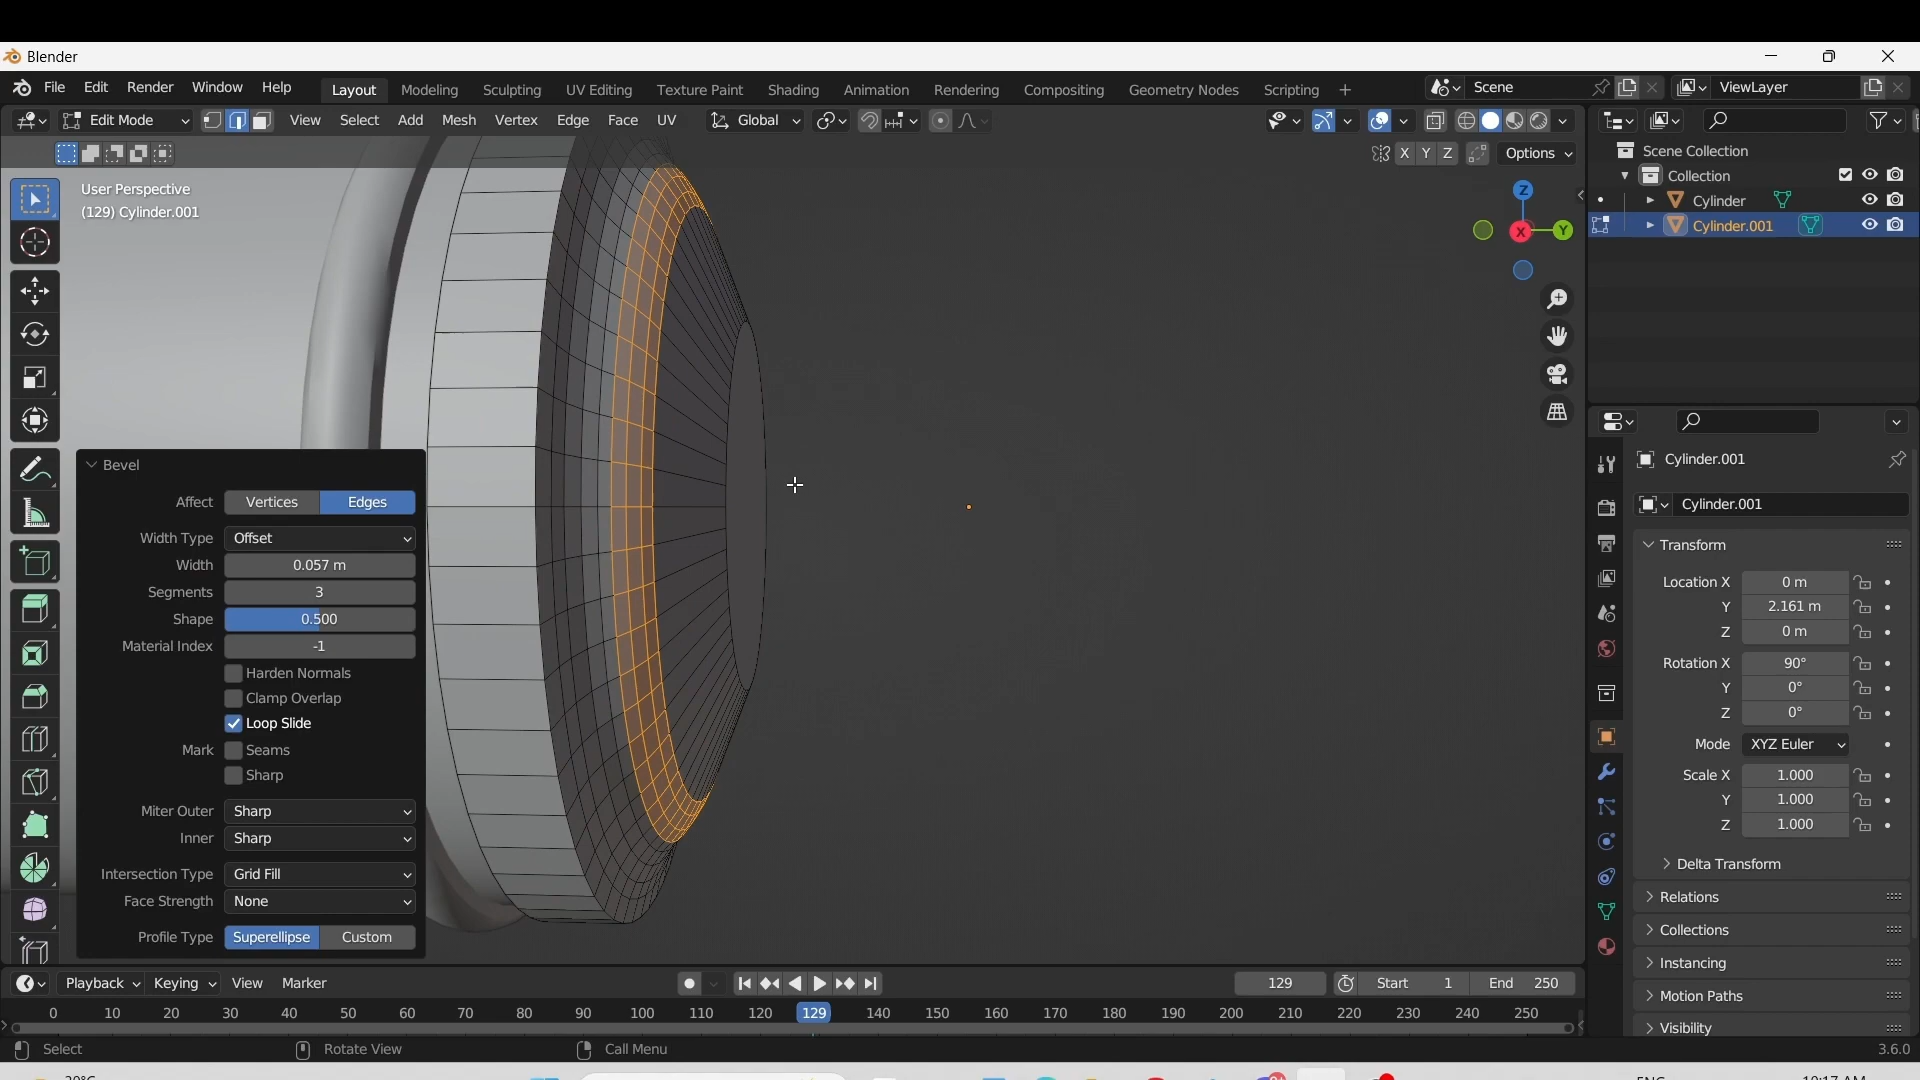 Blender
File Edit Render Window Help Layout Modeling Sculpting UV Editing Texture Paint Shading Animation Rendering Compositing Geometry Nodes Scripting + Scene ViewLayer
Edit Mode View Select Add Mesh Vertex Edge Face UV Global
X Y Z Options
User Perspective
(129) Cylinder.001
Z
X Y
Scene Collection
Collection
Cylinder
Cylinder.001
Bevel
Affect Vertices Edges
Width Type Offset
Width 0.057 m
Segments 3
Shape 0.500
Material Index -1
Harden Normals
Clamp Overlap
Loop Slide
Mark Seams
Sharp
Miter Outer Sharp
Inner Sharp
Intersection Type Grid Fill
Face Strength None
Profile Type Superellipse Custom
Cylinder.001
Cylinder.001
Transform
Location X 0 m
Y 2.161 m
Z 0 m
Rotation X 90°
Y 0°
Z 0°
Mode XYZ Euler
Scale X 1.000
Y 1.000
Z 1.000
Delta Transform
Relations
Collections
Instancing
Motion Paths
Visibility
Playback Keying View Marker 129 Start 1 End 250
0 10 20 30 40 50 60 70 80 90 100 110 120 129 140 150 160 170 180 190 200 210 220 230 240 250
Select Rotate View Call Menu 3.6.0